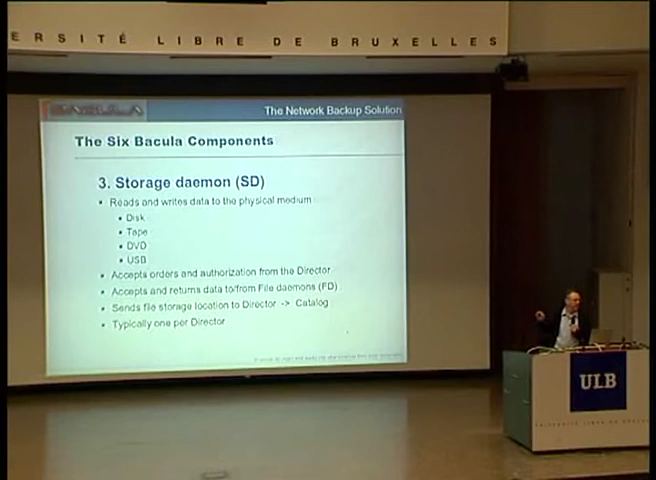 ERSITÉ LIBRE DE BRUXELLES
BACULA
The Network Backup Solution
The Six Bacula Components
3. Storage daemon (SD)
• Reads and writes data to the physical medium
• Disk
• Tape
• DVD
• USB
• Accepts orders and authorization from the Director
• Accepts and returns data to/from File daemons (FD)
• Sends file storage location to Director -> Catalog
• Typically one per Director
ULB